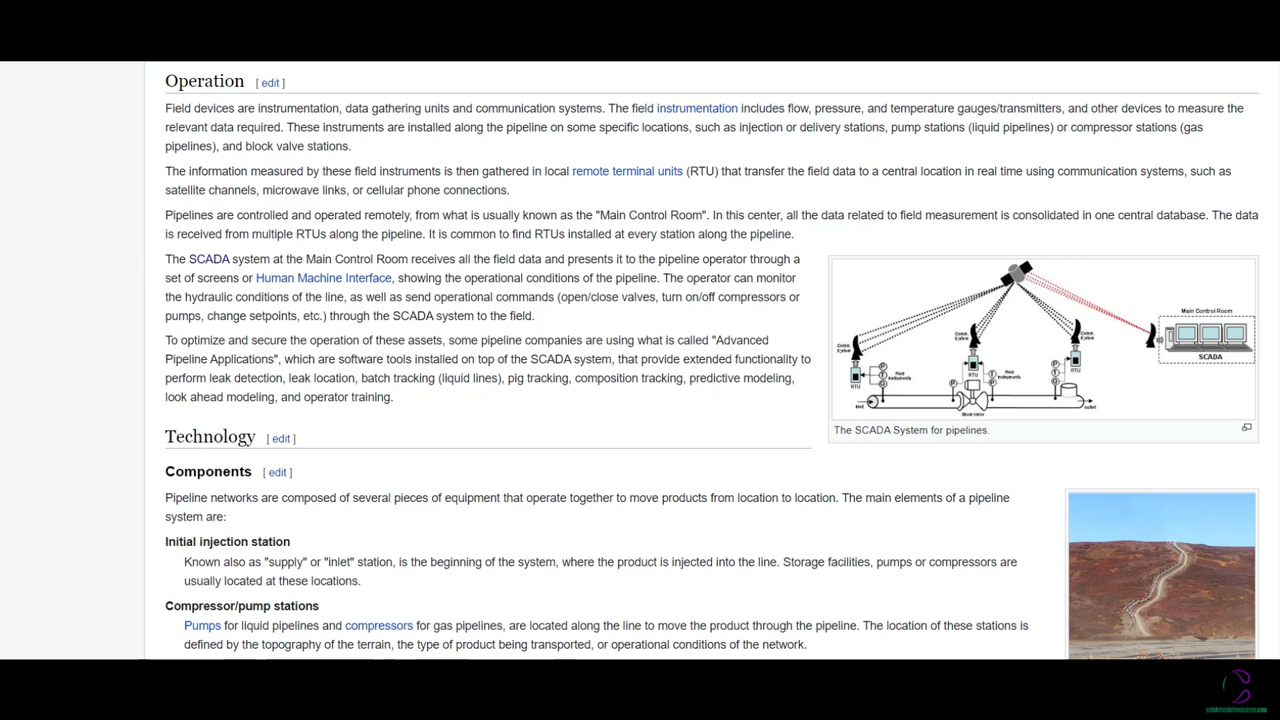 Operation [ edit ]
Field devices are instrumentation, data gathering units and communication systems. The field instrumentation includes flow, pressure, and temperature gauges/transmitters, and other devices to measure the
relevant data required. These instruments are installed along the pipeline on some specific locations, such as injection or delivery stations, pump stations (liquid pipelines) or compressor stations (gas
pipelines), and block valve stations.
The information measured by these field instruments is then gathered in local remote terminal units (RTU) that transfer the field data to a central location in real time using communication systems, such as
satellite channels, microwave links, or cellular phone connections.
Pipelines are controlled and operated remotely, from what is usually known as the "Main Control Room". In this center, all the data related to field measurement is consolidated in one central database. The data
is received from multiple RTUs along the pipeline. It is common to find RTUs installed at every station along the pipeline.
The SCADA system at the Main Control Room receives all the field data and presents it to the pipeline operator through a
set of screens or Human Machine Interface, showing the operational conditions of the pipeline. The operator can monitor
the hydraulic conditions of the line, as well as send operational commands (open/close valves, turn on/off compressors or
pumps, change setpoints, etc.) through the SCADA system to the field.
To optimize and secure the operation of these assets, some pipeline companies are using what is called "Advanced
Pipeline Applications", which are software tools installed on top of the SCADA system, that provide extended functionality to
perform leak detection, leak location, batch tracking (liquid lines), pig tracking, composition tracking, predictive modeling,
look ahead modeling, and operator training.
Main Control Room
SCADA
RTU
RTU
RTU
The SCADA System for pipelines.
Technology [ edit ]
Components [ edit ]
Pipeline networks are composed of several pieces of equipment that operate together to move products from location to location. The main elements of a pipeline
system are:
Initial injection station
Known also as "supply" or "inlet" station, is the beginning of the system, where the product is injected into the line. Storage facilities, pumps or compressors are
usually located at these locations.
Compressor/pump stations
Pumps for liquid pipelines and compressors for gas pipelines, are located along the line to move the product through the pipeline. The location of these stations is
defined by the topography of the terrain, the type of product being transported, or operational conditions of the network.